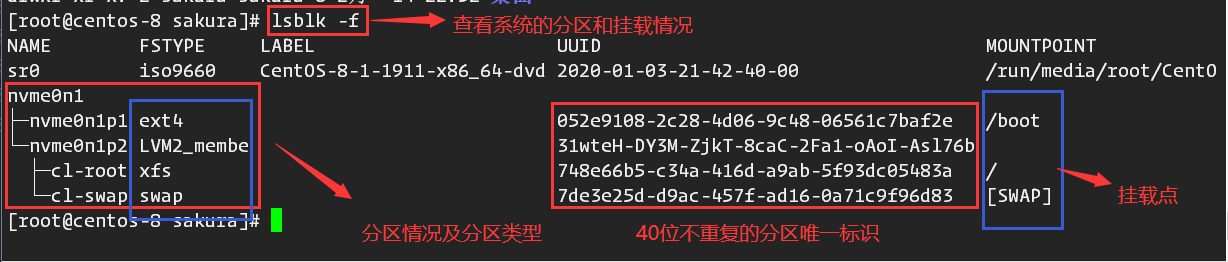 [root@centos-8 sakura]# lsblk -f
查看系统的分区和挂载情况
NAME FSTYPE LABEL UUID MOUNTPOINT
sr0 iso9660 CentOS-8-1-1911-x86_64-dvd 2020-01-03-21-42-40-00 /run/media/root/CentO
nvme0n1
├─nvme0n1p1 ext4 052e9108-2c28-4d06-9c48-06561c7baf2e /boot
└─nvme0n1p2 LVM2_membe 31wteH-DY3M-ZjkT-8caC-2Fa1-oAoI-Asl76b
├─cl-root xfs 748e66b5-c34a-416d-a9ab-5f93dc05483a /
└─cl-swap swap 7de3e25d-d9ac-457f-ad16-0a71c9f96d83 [SWAP]
挂载点
[root@centos-8 sakura]#
分区情况及分区类型
40位不重复的分区唯一标识